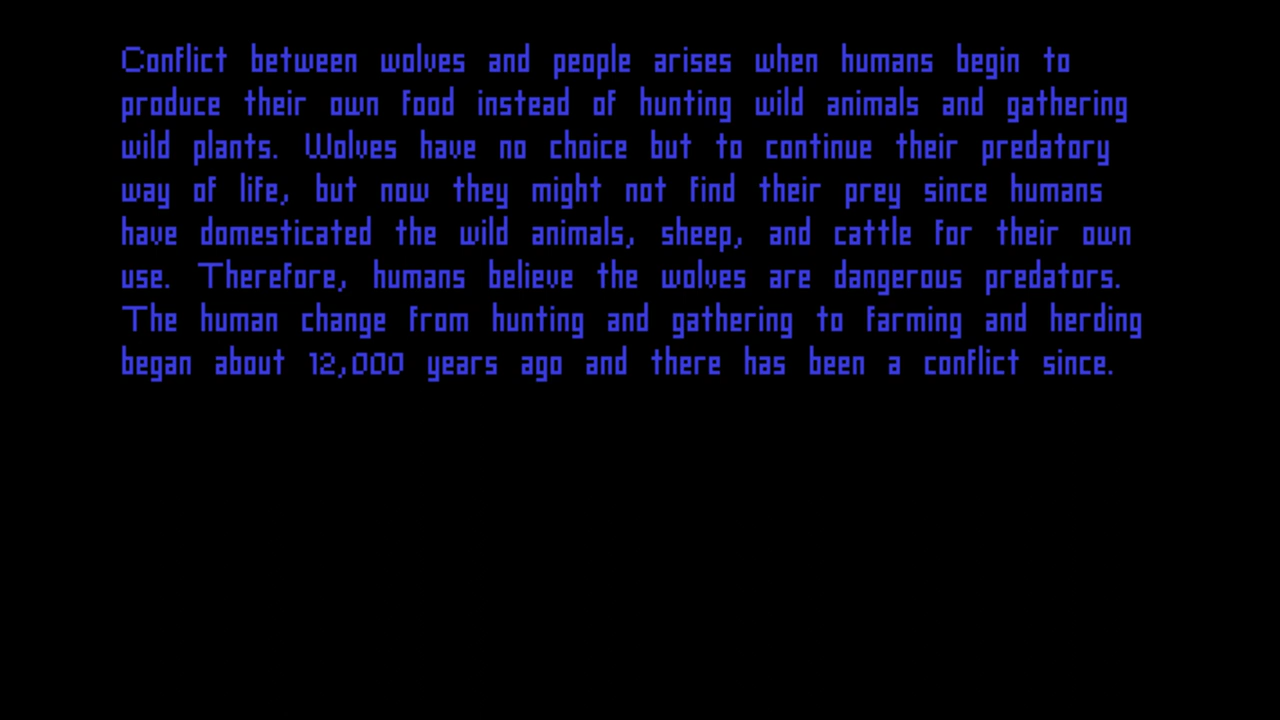 Conflict between wolves and people arises when humans begin to
produce their own food instead of hunting wild animals and gathering
wild plants. Wolves have no choice but to continue their predatory
way of life, but now they might not find their prey since humans
have domesticated the wild animals, sheep, and cattle for their own
use. Therefore, humans believe the wolves are dangerous predators.
The human change from hunting and gathering to farming and herding
began about 12,000 years ago and there has been a conflict since.